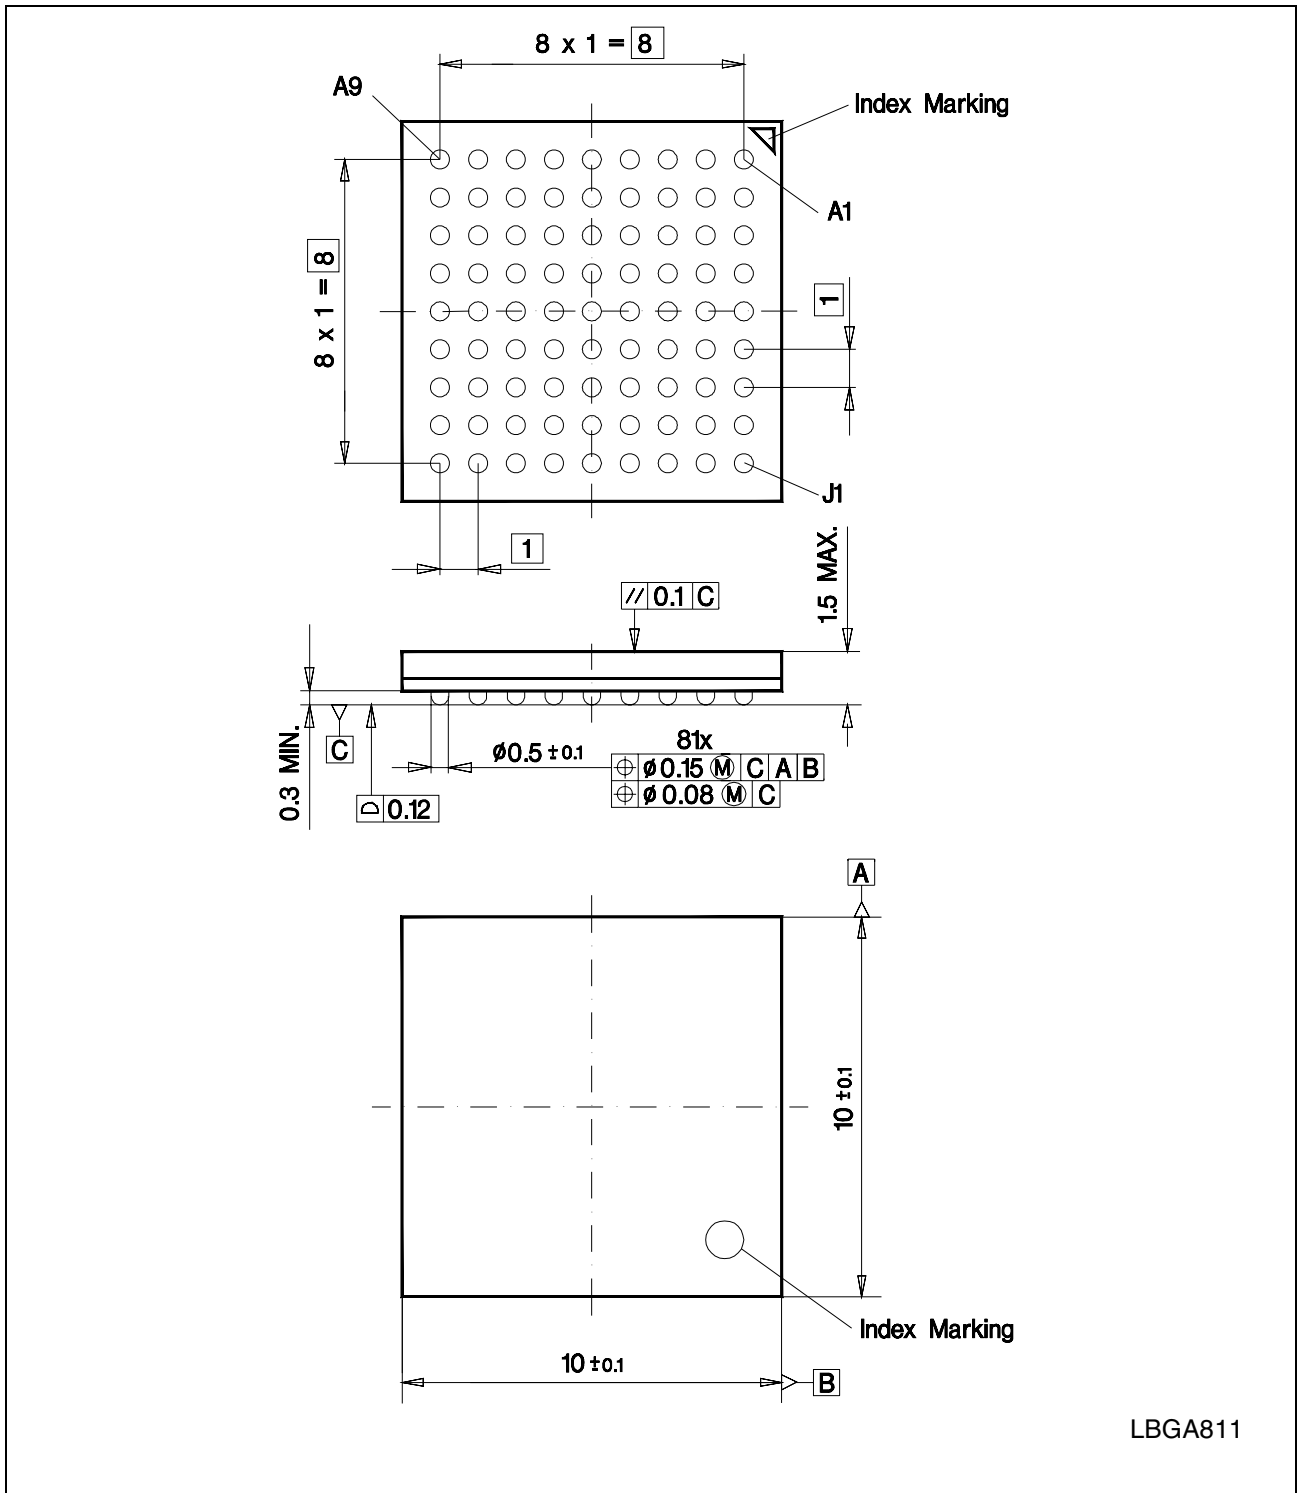 8 x 1 = 8
A9
Index Marking
A1
8 x 1 = 8
1
J1
1
1.5 MAX.
// 0.1 C
0.3 MIN.
C
ø0.5 ±0.1
81x
⌖ ø0.15 Ⓜ C A B
⌖ ø0.08 Ⓜ C
⌓ 0.12
A
10 ±0.1
Index Marking
10 ±0.1
B
LBGA811